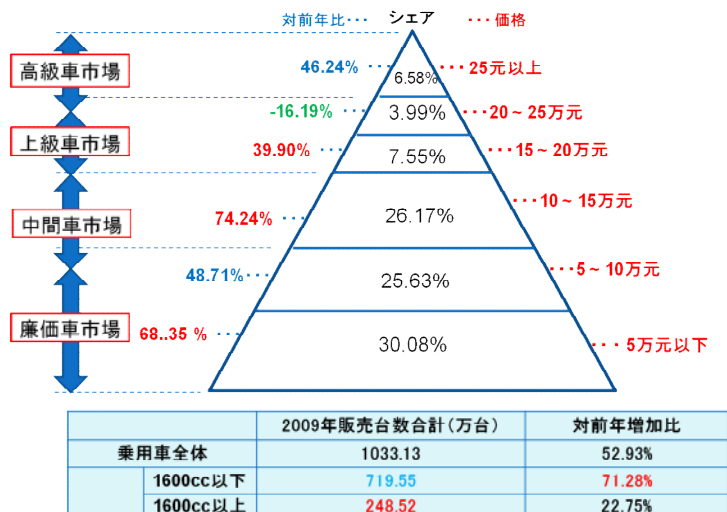 対前年比･･･ シェア ･･･価格
高級車市場 46.24%･･･ 6.58% ･･･25元以上
-16.19%･･･ 3.99% ･･･20～25万元
上級車市場 39.90%･･･ 7.55% ･･･15～20万元
中間車市場 74.24%･･･ 26.17% ･･･10～15万元
48.71%･･･ 25.63% ･･･5～10万元
廉価車市場 68..35 %･･･ 30.08% ･･･5万元以下
2009年販売台数合計(万台) 対前年増加比
乗用車全体 1033.13 52.93%
1600cc以下 719.55 71.28%
1600cc以上 248.52 22.75%